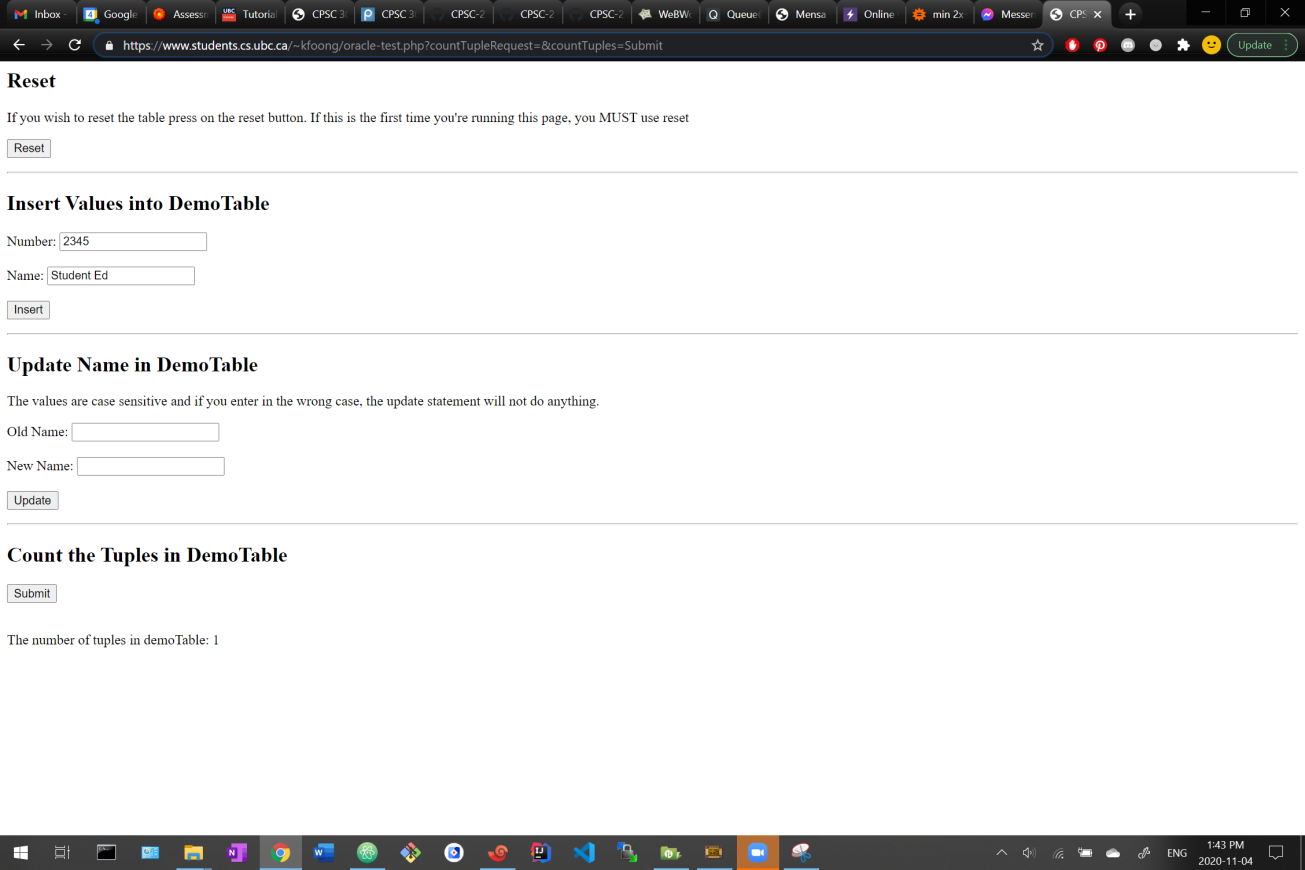 Inbox -
4 Google
Assessn
UBC Tutorial
CPSC 3
CPSC 3
CPSC-2
CPSC-2
CPSC-2
WeBWo
Queue
Mensa
Online
min 2x
Messen
CPS
https://www.students.cs.ubc.ca/~kfoong/oracle-test.php?countTupleRequest=&countTuples=Submit
Update
Reset
If you wish to reset the table press on the reset button. If this is the first time you're running this page, you MUST use reset
Reset
Insert Values into DemoTable
Number: 2345
Name: Student Ed
Insert
Update Name in DemoTable
The values are case sensitive and if you enter in the wrong case, the update statement will not do anything.
Old Name:
New Name:
Update
Count the Tuples in DemoTable
Submit
The number of tuples in demoTable: 1
ENG
1:43 PM
2020-11-04